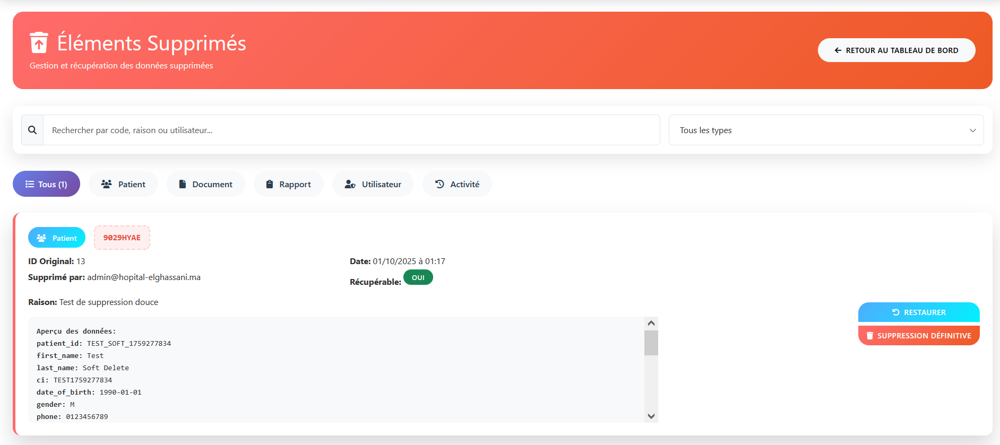 Éléments Supprimés
Gestion et récupération des données supprimées
RETOUR AU TABLEAU DE BORD
Rechercher par code, raison ou utilisateur...
Tous les types
Tous (1)
Patient
Document
Rapport
Utilisateur
Activité
Patient
9029HYAE
ID Original: 13
Date: 01/10/2025 à 01:17
Supprimé par: admin@hopital-elghassani.ma
Récupérable: OUI
Raison: Test de suppression douce
RESTAURER
SUPPRESSION DÉFINITIVE
Aperçu des données:
patient_id: TEST_SOFT_1759277834
first_name: Test
last_name: Soft Delete
ci: TEST1759277834
date_of_birth: 1990-01-01
gender: M
phone: 0123456789